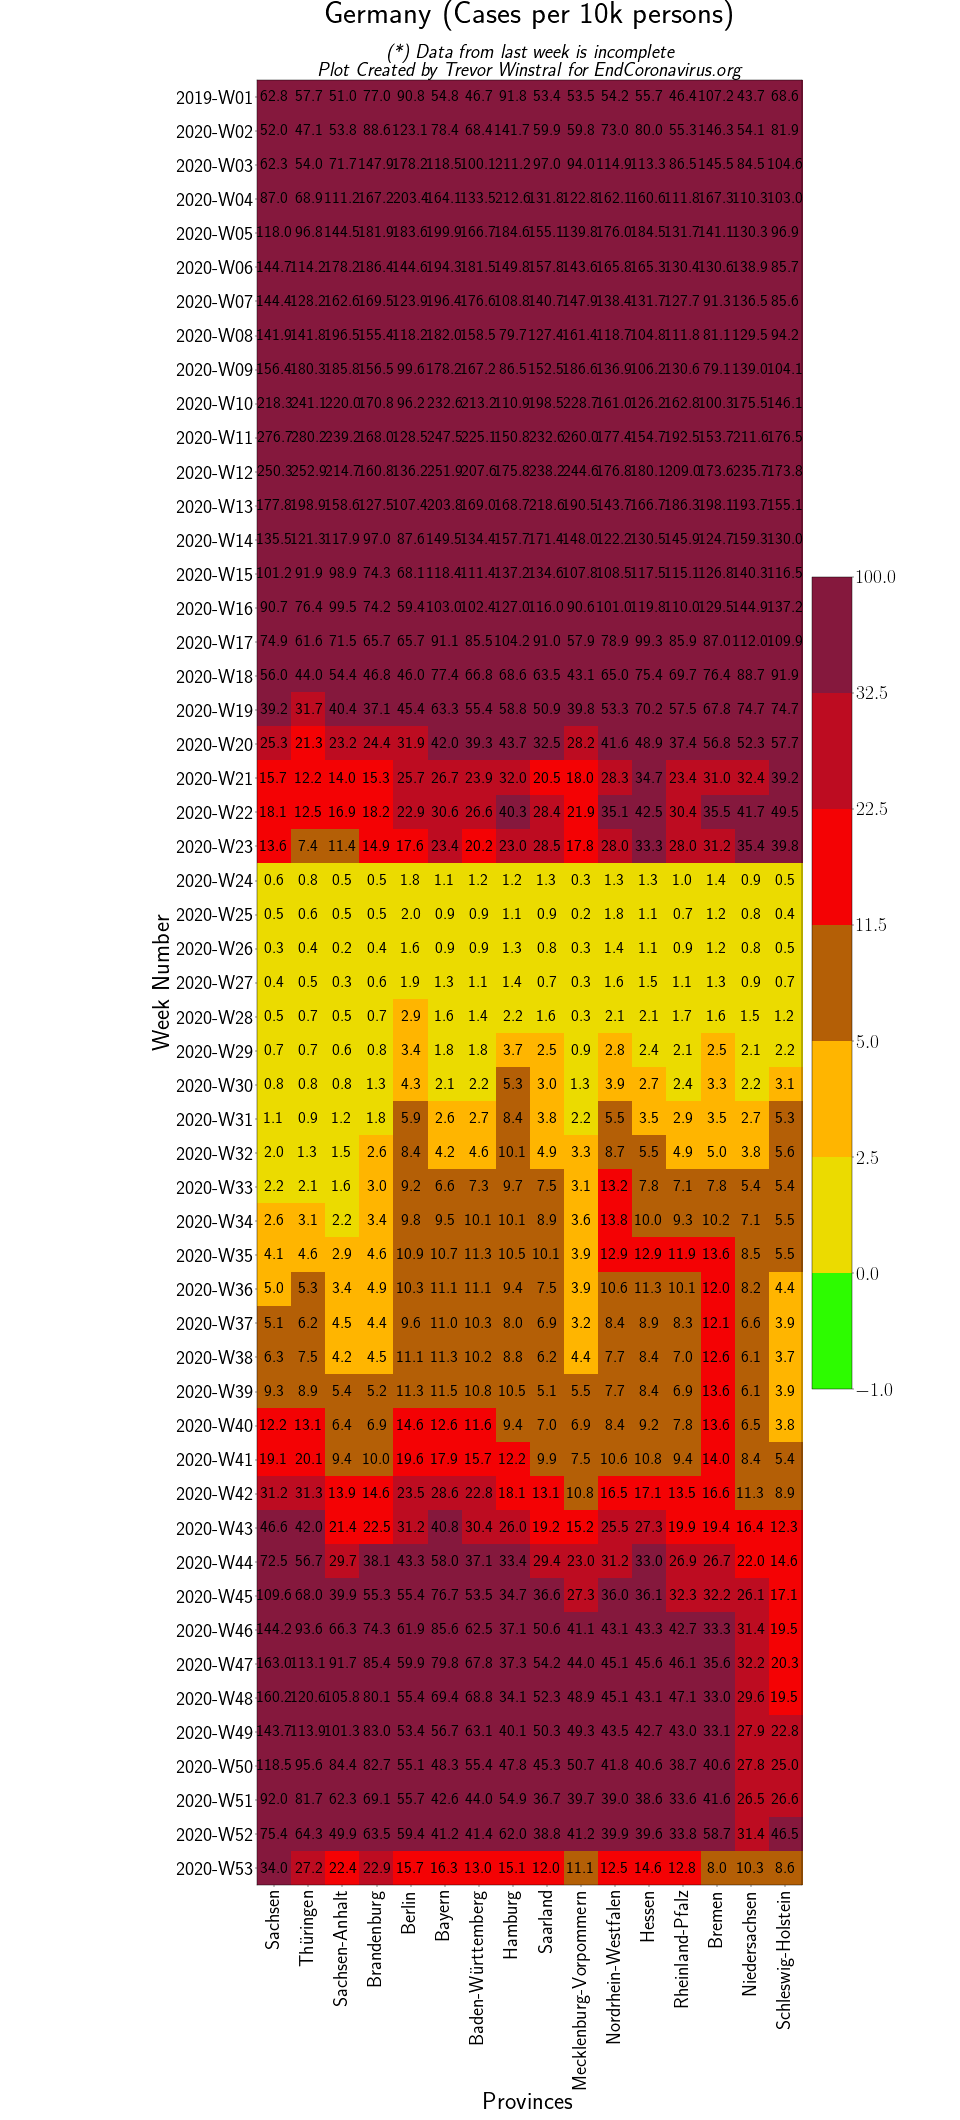 Germany (Cases per 10k persons)
(*) Data from last week is incomplete
Plot Created by Trevor Winstral for EndCoronavirus.org
2019-W01 62.8 57.7 51.0 77.0 90.8 54.8 46.7 91.8 53.4 53.5 54.2 55.7 46.4 107.2 43.7 68.6
2020-W02 52.0 47.1 53.8 88.6 123.1 78.4 68.4 141.7 59.9 59.8 73.0 80.0 55.3 146.3 54.1 81.9
2020-W03 62.3 54.0 71.7 147.9 178.2 118.5 100.1 211.2 97.0 94.0 114.9 113.3 86.5 145.5 84.5 104.6
2020-W04 87.0 68.9 111.2 167.2 203.4 164.1 133.5 212.6 131.8 122.8 162.1 160.6 111.8 167.3 110.3 103.0
2020-W05 118.0 96.8 144.5 181.9 183.6 199.9 166.7 184.6 155.1 139.8 176.0 184.5 131.7 141.1 130.3 96.9
2020-W06 144.7 114.2 178.2 186.4 144.6 194.3 181.5 149.8 157.8 143.6 165.8 165.3 130.4 130.6 138.9 85.7
2020-W07 144.4 128.2 162.6 169.5 123.9 196.4 176.6 108.8 140.7 147.9 138.4 131.7 127.7 91.3 136.5 85.6
2020-W08 141.9 141.8 196.5 155.4 118.2 182.0 158.5 79.7 127.4 161.4 118.7 104.8 111.8 81.1 129.5 94.2
2020-W09 156.4 180.3 185.8 156.5 99.6 178.2 167.2 86.5 152.5 186.6 136.9 106.2 130.6 79.1 139.0 104.1
2020-W10 218.3 241.1 220.0 170.8 96.2 232.6 213.2 110.9 198.5 228.7 161.0 126.2 162.8 100.3 175.5 146.1
2020-W11 276.7 280.2 239.2 168.0 128.5 247.5 225.1 150.8 232.6 260.0 177.4 154.7 192.5 153.7 211.6 176.5
2020-W12 250.3 252.9 214.7 160.8 136.2 251.9 207.6 175.8 238.2 244.6 176.8 180.1 209.0 173.6 235.7 173.8
2020-W13 177.8 198.9 158.6 127.5 107.4 203.8 169.0 168.7 218.6 190.5 143.7 166.7 186.3 198.1 193.7 155.1
2020-W14 135.5 121.3 117.9 97.0 87.6 149.5 134.4 157.7 171.4 148.0 122.2 130.5 145.9 124.7 159.3 130.0
2020-W15 101.2 91.9 98.9 74.3 68.1 118.4 111.4 137.2 134.6 107.8 108.5 117.5 115.1 126.8 140.3 116.5
2020-W16 90.7 76.4 99.5 74.2 59.4 103.0 102.4 127.0 116.0 90.6 101.0 119.8 110.0 129.5 144.9 137.2
2020-W17 74.9 61.6 71.5 65.7 65.7 91.1 85.5 104.2 91.0 57.9 78.9 99.3 85.9 87.0 112.0 109.9
2020-W18 56.0 44.0 54.4 46.8 46.0 77.4 66.8 68.6 63.5 43.1 65.0 75.4 69.7 76.4 88.7 91.9
2020-W19 39.2 31.7 40.4 37.1 45.4 63.3 55.4 58.8 50.9 39.8 53.3 70.2 57.5 67.8 74.7 74.7
2020-W20 25.3 21.3 23.2 24.4 31.9 42.0 39.3 43.7 32.5 28.2 41.6 48.9 37.4 56.8 52.3 57.7
2020-W21 15.7 12.2 14.0 15.3 25.7 26.7 23.9 32.0 20.5 18.0 28.3 34.7 23.4 31.0 32.4 39.2
2020-W22 18.1 12.5 16.9 18.2 22.9 30.6 26.6 40.3 28.4 21.9 35.1 42.5 30.4 35.5 41.7 49.5
2020-W23 13.6 7.4 11.4 14.9 17.6 23.4 20.2 23.0 28.5 17.8 28.0 33.3 28.0 31.2 35.4 39.8
2020-W24 0.6 0.8 0.5 0.5 1.8 1.1 1.2 1.2 1.3 0.3 1.3 1.3 1.0 1.4 0.9 0.5
2020-W25 0.5 0.6 0.5 0.5 2.0 0.9 0.9 1.1 0.9 0.2 1.8 1.1 0.7 1.2 0.8 0.4
2020-W26 0.3 0.4 0.2 0.4 1.6 0.9 0.9 1.3 0.8 0.3 1.4 1.1 0.9 1.2 0.8 0.5
2020-W27 0.4 0.5 0.3 0.6 1.9 1.3 1.1 1.4 0.7 0.3 1.6 1.5 1.1 1.3 0.9 0.7
2020-W28 0.5 0.7 0.5 0.7 2.9 1.6 1.4 2.2 1.6 0.3 2.1 2.1 1.7 1.6 1.5 1.2
2020-W29 0.7 0.7 0.6 0.8 3.4 1.8 1.8 3.7 2.5 0.9 2.8 2.4 2.1 2.5 2.1 2.2
2020-W30 0.8 0.8 0.8 1.3 4.3 2.1 2.2 5.3 3.0 1.3 3.9 2.7 2.4 3.3 2.2 3.1
2020-W31 1.1 0.9 1.2 1.8 5.9 2.6 2.7 8.4 3.8 2.2 5.5 3.5 2.9 3.5 2.7 5.3
2020-W32 2.0 1.3 1.5 2.6 8.4 4.2 4.6 10.1 4.9 3.3 8.7 5.5 4.9 5.0 3.8 5.6
2020-W33 2.2 2.1 1.6 3.0 9.2 6.6 7.3 9.7 7.5 3.1 13.2 7.8 7.1 7.8 5.4 5.4
2020-W34 2.6 3.1 2.2 3.4 9.8 9.5 10.1 10.1 8.9 3.6 13.8 10.0 9.3 10.2 7.1 5.5
2020-W35 4.1 4.6 2.9 4.6 10.9 10.7 11.3 10.5 10.1 3.9 12.9 12.9 11.9 13.6 8.5 5.5
2020-W36 5.0 5.3 3.4 4.9 10.3 11.1 11.1 9.4 7.5 3.9 10.6 11.3 10.1 12.0 8.2 4.4
2020-W37 5.1 6.2 4.5 4.4 9.6 11.0 10.3 8.0 6.9 3.2 8.4 8.9 8.3 12.1 6.6 3.9
2020-W38 6.3 7.5 4.2 4.5 11.1 11.3 10.2 8.8 6.2 4.4 7.7 8.4 7.0 12.6 6.1 3.7
2020-W39 9.3 8.9 5.4 5.2 11.3 11.5 10.8 10.5 5.1 5.5 7.7 8.4 6.9 13.6 6.1 3.9
2020-W40 12.2 13.1 6.4 6.9 14.6 12.6 11.6 9.4 7.0 6.9 8.4 9.2 7.8 13.6 6.5 3.8
2020-W41 19.1 20.1 9.4 10.0 19.6 17.9 15.7 12.2 9.9 7.5 10.6 10.8 9.4 14.0 8.4 5.4
2020-W42 31.2 31.3 13.9 14.6 23.5 28.6 22.8 18.1 13.1 10.8 16.5 17.1 13.5 16.6 11.3 8.9
2020-W43 46.6 42.0 21.4 22.5 31.2 40.8 30.4 26.0 19.2 15.2 25.5 27.3 19.9 19.4 16.4 12.3
2020-W44 72.5 56.7 29.7 38.1 43.3 58.0 37.1 33.4 29.4 23.0 31.2 33.0 26.9 26.7 22.0 14.6
2020-W45 109.6 68.0 39.9 55.3 55.4 76.7 53.5 34.7 36.6 27.3 36.0 36.1 32.3 32.2 26.1 17.1
2020-W46 144.2 93.6 66.3 74.3 61.9 85.6 62.5 37.1 50.6 41.1 43.1 43.3 42.7 33.3 31.4 19.5
2020-W47 163.0 113.1 91.7 85.4 59.9 79.8 67.8 37.3 54.2 44.0 45.1 45.6 46.1 35.6 32.2 20.3
2020-W48 160.2 120.6 105.8 80.1 55.4 69.4 68.8 34.1 52.3 48.9 45.1 43.1 47.1 33.0 29.6 19.5
2020-W49 143.7 113.9 101.3 83.0 53.4 56.7 63.1 40.1 50.3 49.3 43.5 42.7 43.0 33.1 27.9 22.8
2020-W50 118.5 95.6 84.4 82.7 55.1 48.3 55.4 47.8 45.3 50.7 41.8 40.6 38.7 40.6 27.8 25.0
2020-W51 92.0 81.7 62.3 69.1 55.7 42.6 44.0 54.9 36.7 39.7 39.0 38.6 33.6 41.6 26.5 26.6
2020-W52 75.4 64.3 49.9 63.5 59.4 41.2 41.4 62.0 38.8 41.2 39.9 39.6 33.8 58.7 31.4 46.5
2020-W53 34.0 27.2 22.4 22.9 15.7 16.3 13.0 15.1 12.0 11.1 12.5 14.6 12.8 8.0 10.3 8.6
Week Number
Sachsen
Thüringen
Sachsen-Anhalt
Brandenburg
Berlin
Bayern
Baden-Württemberg
Hamburg
Saarland
Mecklenburg-Vorpommern
Nordrhein-Westfalen
Hessen
Rheinland-Pfalz
Bremen
Niedersachsen
Schleswig-Holstein
Provinces
100.0
32.5
22.5
11.5
5.0
2.5
0.0
−1.0